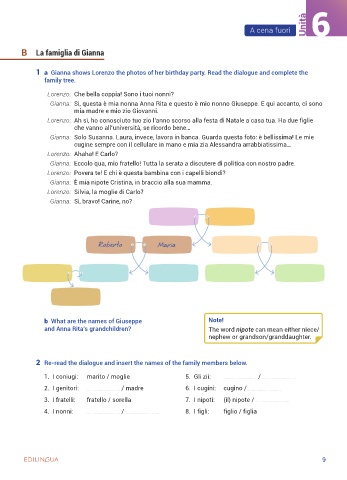 A cena fuori
Unità 6
B La famiglia di Gianna
1 a Gianna shows Lorenzo the photos of her birthday party. Read the dialogue and complete the
family tree.
Lorenzo: Che bella coppia! Sono i tuoi nonni?
Gianna: Sì, questa è mia nonna Anna Rita e questo è mio nonno Giuseppe. E qui accanto, ci sono
mia madre e mio zio Giovanni.
Lorenzo: Ah sì, ho conosciuto tuo zio l'anno scorso alla festa di Natale a casa tua. Ha due figlie
che vanno all'università, se ricordo bene...
Gianna: Solo Susanna. Laura, invece, lavora in banca. Guarda questa foto: è bellissima! Le mie
cugine sempre con il cellulare in mano e mia zia Alessandra arrabbiatissima...
Lorenzo: Ahaha! E Carlo?
Gianna: Eccolo qua, mio fratello! Tutta la serata a discutere di politica con nostro padre.
Lorenzo: Povera te! E chi è questa bambina con i capelli biondi?
Gianna: È mia nipote Cristina, in braccio alla sua mamma.
Lorenzo: Silvia, la moglie di Carlo?
Gianna: Sì, bravo! Carine, no?
Roberto Maria
b What are the names of Giuseppe
and Anna Rita's grandchildren?
Note!
The word nipote can mean either niece/
nephew or grandson/granddaughter.
2 Re-read the dialogue and insert the names of the family members below.
1. I coniugi: marito / moglie
2. I genitori: / madre
3. I fratelli: fratello / sorella
4. I nonni: /
5. Gli zii: /
6. I cugini: cugino /
7. I nipoti: (il) nipote /
8. I figli: figlio / figlia
EDILINGUA
9